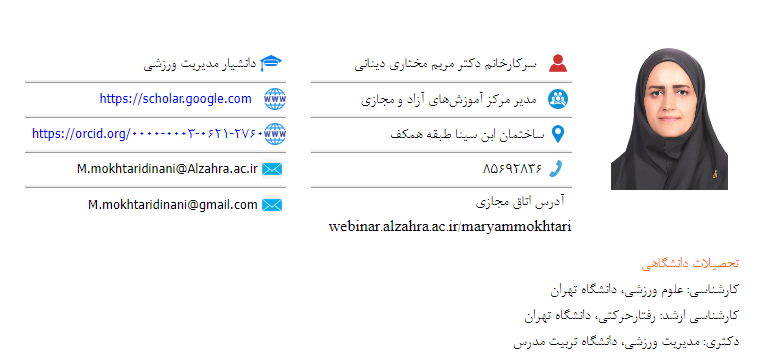 سرکارخانم دکتر مریم مختاری دینانی
دانشیار مدیریت ورزشی
مدیر مرکز آموزش‌های آزاد و مجازی
https://scholar.google.com
ساختمان ابن سینا طبقه همکف
https://orcid.org/۰۰۰۰-۰۰۰۳-۰۶۲۱-۲۷۶۰
۸۵۶۹۲۸۳۶
M.mokhtaridinani@Alzahra.ac.ir
آدرس اتاق مجازی
webinar.alzahra.ac.ir/maryammokhtari
M.mokhtaridinani@gmail.com
تحصیلات دانشگاهی
کارشناسی: علوم ورزشی، دانشگاه تهران
کارشناسی ارشد: رفتارحرکتی، دانشگاه تهران
دکتری: مدیریت ورزشی، دانشگاه تربیت مدرس